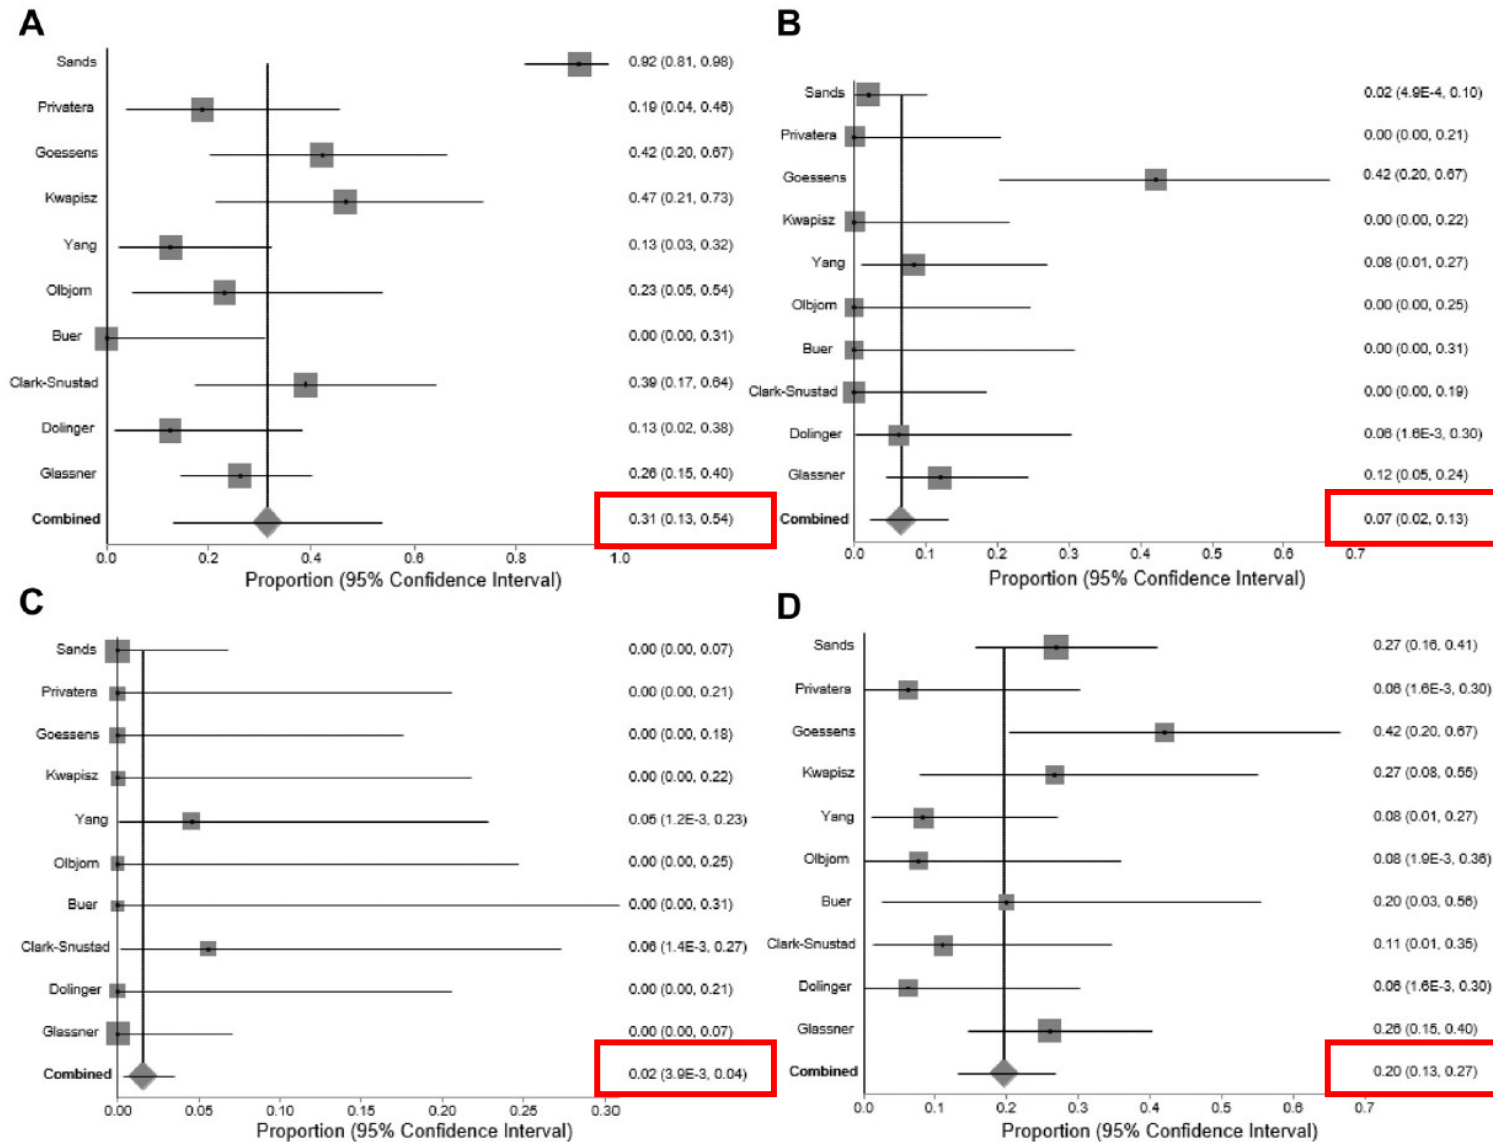 A
Sands 0.92 (0.81, 0.98)
Privatera 0.19 (0.04, 0.46)
Goessens 0.42 (0.20, 0.67)
Kwapisz 0.47 (0.21, 0.73)
Yang 0.13 (0.03, 0.32)
Olbjorn 0.23 (0.05, 0.54)
Buer 0.00 (0.00, 0.31)
Clark-Snustad 0.39 (0.17, 0.64)
Dolinger 0.13 (0.02, 0.38)
Glassner 0.26 (0.15, 0.40)
Combined 0.31 (0.13, 0.54)
0.0 0.2 0.4 0.6 0.8 1.0
Proportion (95% Confidence Interval)
B
Sands 0.02 (4.9E-4, 0.10)
Privatera 0.00 (0.00, 0.21)
Goessens 0.42 (0.20, 0.67)
Kwapisz 0.00 (0.00, 0.22)
Yang 0.08 (0.01, 0.27)
Olbjorn 0.00 (0.00, 0.25)
Buer 0.00 (0.00, 0.31)
Clark-Snustad 0.00 (0.00, 0.19)
Dolinger 0.06 (1.6E-3, 0.30)
Glassner 0.12 (0.05, 0.24)
Combined 0.07 (0.02, 0.13)
0.0 0.1 0.2 0.3 0.4 0.5 0.6 0.7
Proportion (95% Confidence Interval)
C
Sands 0.00 (0.00, 0.07)
Privatera 0.00 (0.00, 0.21)
Goessens 0.00 (0.00, 0.18)
Kwapisz 0.00 (0.00, 0.22)
Yang 0.05 (1.2E-3, 0.23)
Olbjorn 0.00 (0.00, 0.25)
Buer 0.00 (0.00, 0.31)
Clark-Snustad 0.06 (1.4E-3, 0.27)
Dolinger 0.00 (0.00, 0.21)
Glassner 0.00 (0.00, 0.07)
Combined 0.02 (3.9E-3, 0.04)
0.00 0.05 0.10 0.20 0.30
Proportion (95% Confidence Interval)
D
Sands 0.27 (0.16, 0.41)
Privatera 0.06 (1.6E-3, 0.30)
Goessens 0.42 (0.20, 0.67)
Kwapisz 0.27 (0.08, 0.55)
Yang 0.08 (0.01, 0.27)
Olbjorn 0.08 (1.9E-3, 0.36)
Buer 0.20 (0.03, 0.56)
Clark-Snustad 0.11 (0.01, 0.35)
Dolinger 0.06 (1.6E-3, 0.30)
Glassner 0.26 (0.15, 0.40)
Combined 0.20 (0.13, 0.27)
0.0 0.1 0.2 0.3 0.4 0.5 0.6 0.7
Proportion (95% Confidence Interval)